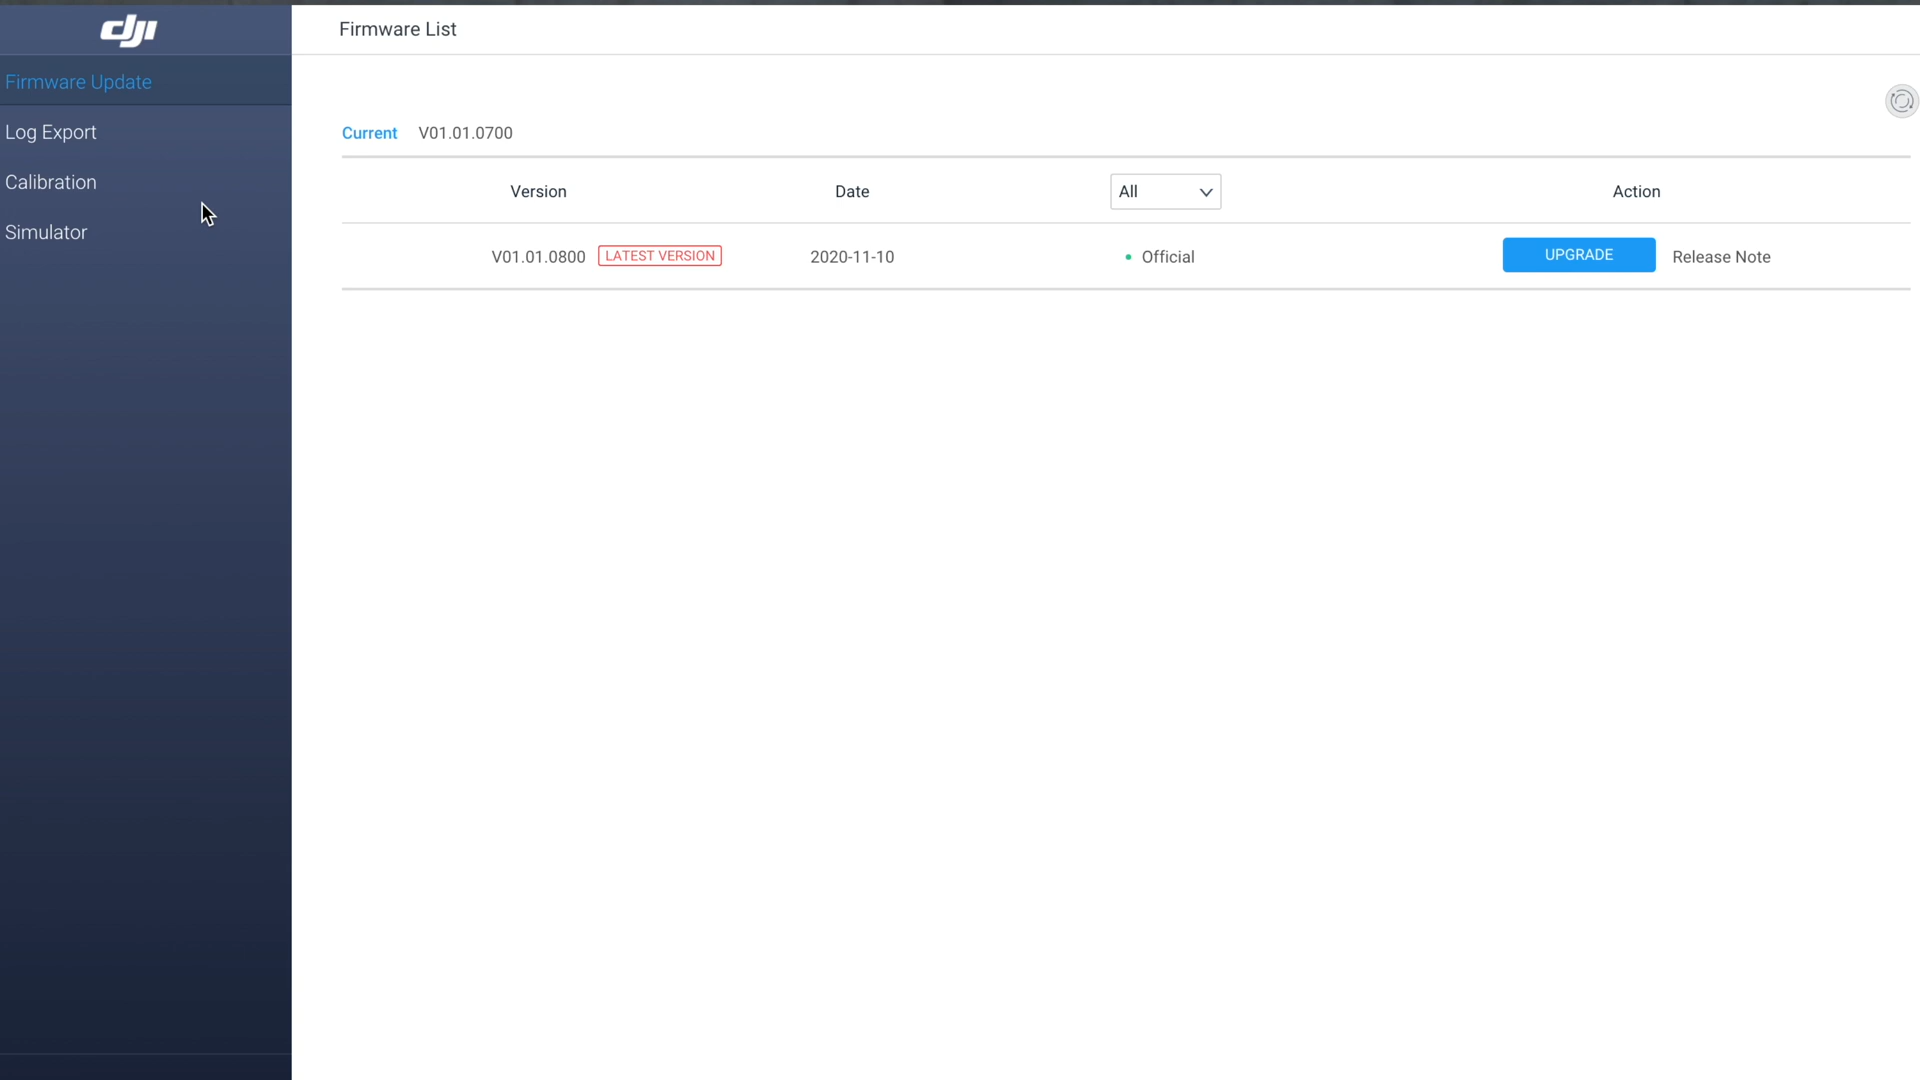 dji
Firmware List
Firmware Update
Log Export
Calibration
Simulator
Current V01.01.0700
Version Date All Action
V01.01.0800 LATEST VERSION 2020-11-10 Official UPGRADE Release Note